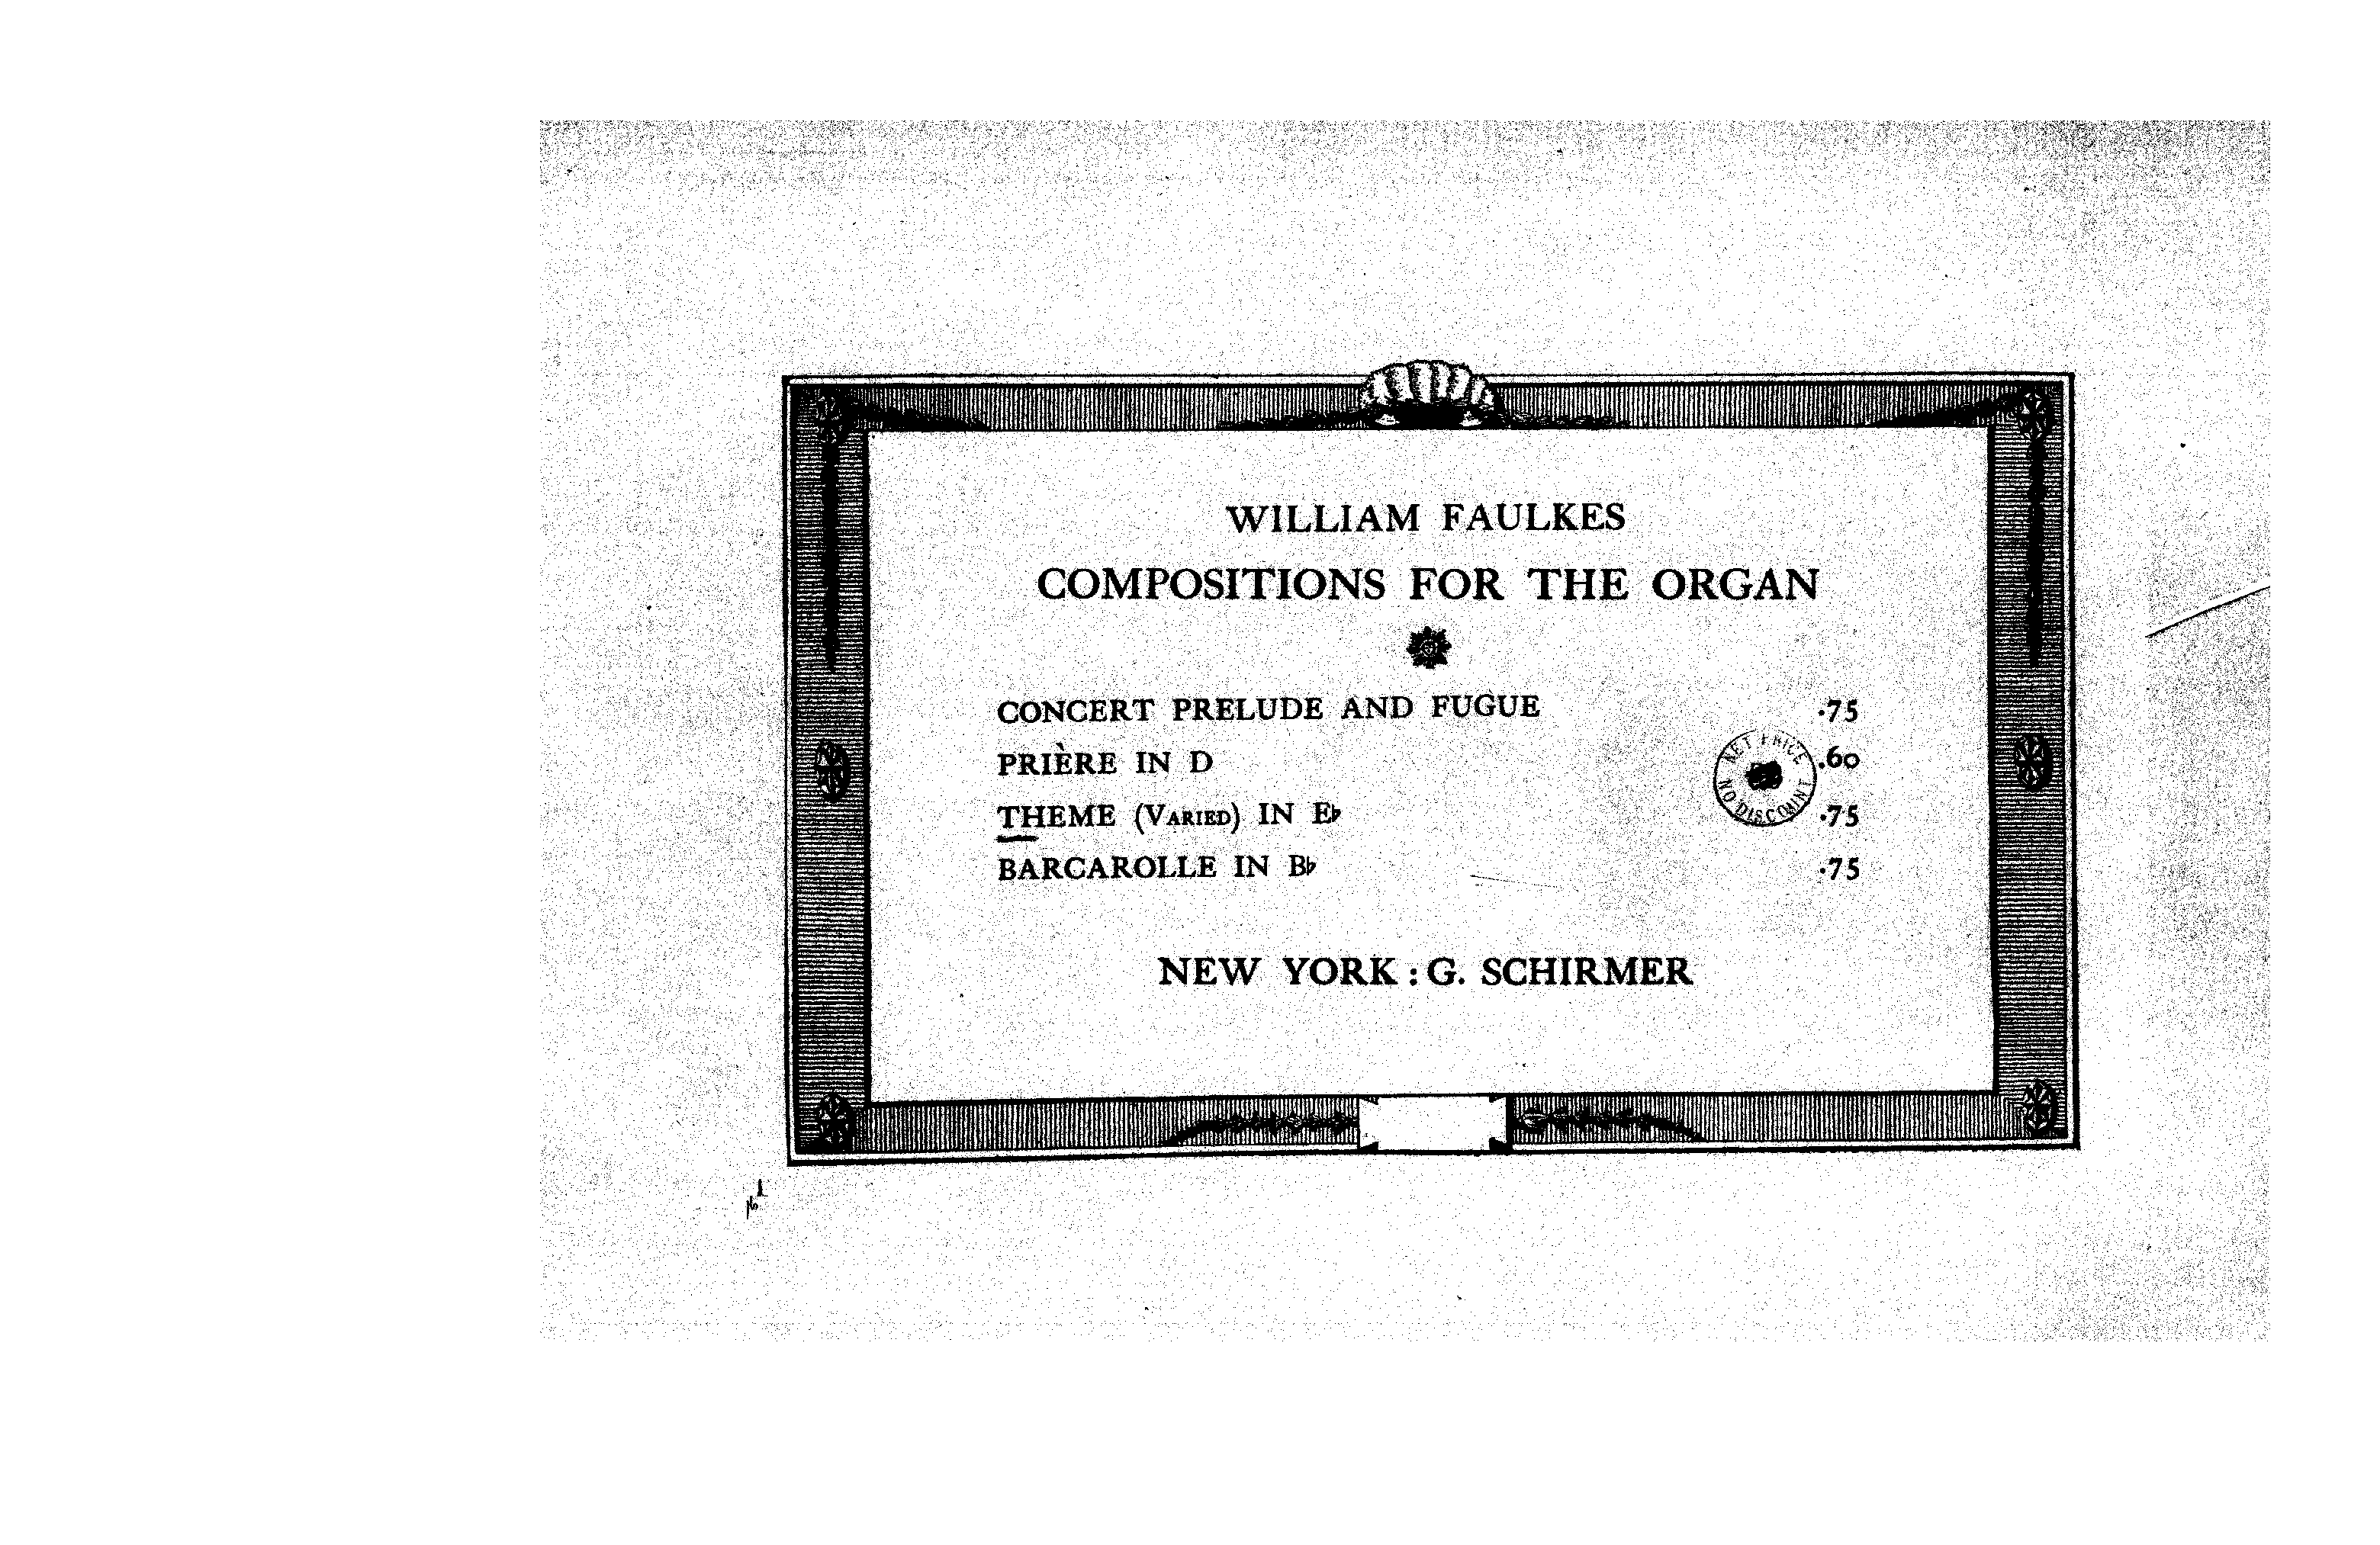 WILLIAM FAULKES
COMPOSITIONS FOR THE ORGAN
CONCERT PRELUDE AND FUGUE .75
PRIÈRE IN D .60
THEME (VARIED) IN E♭ .75
BARCAROLLE IN B♭ .75
NET PRICE
NO DISCOUNT
NEW YORK : G. SCHIRMER